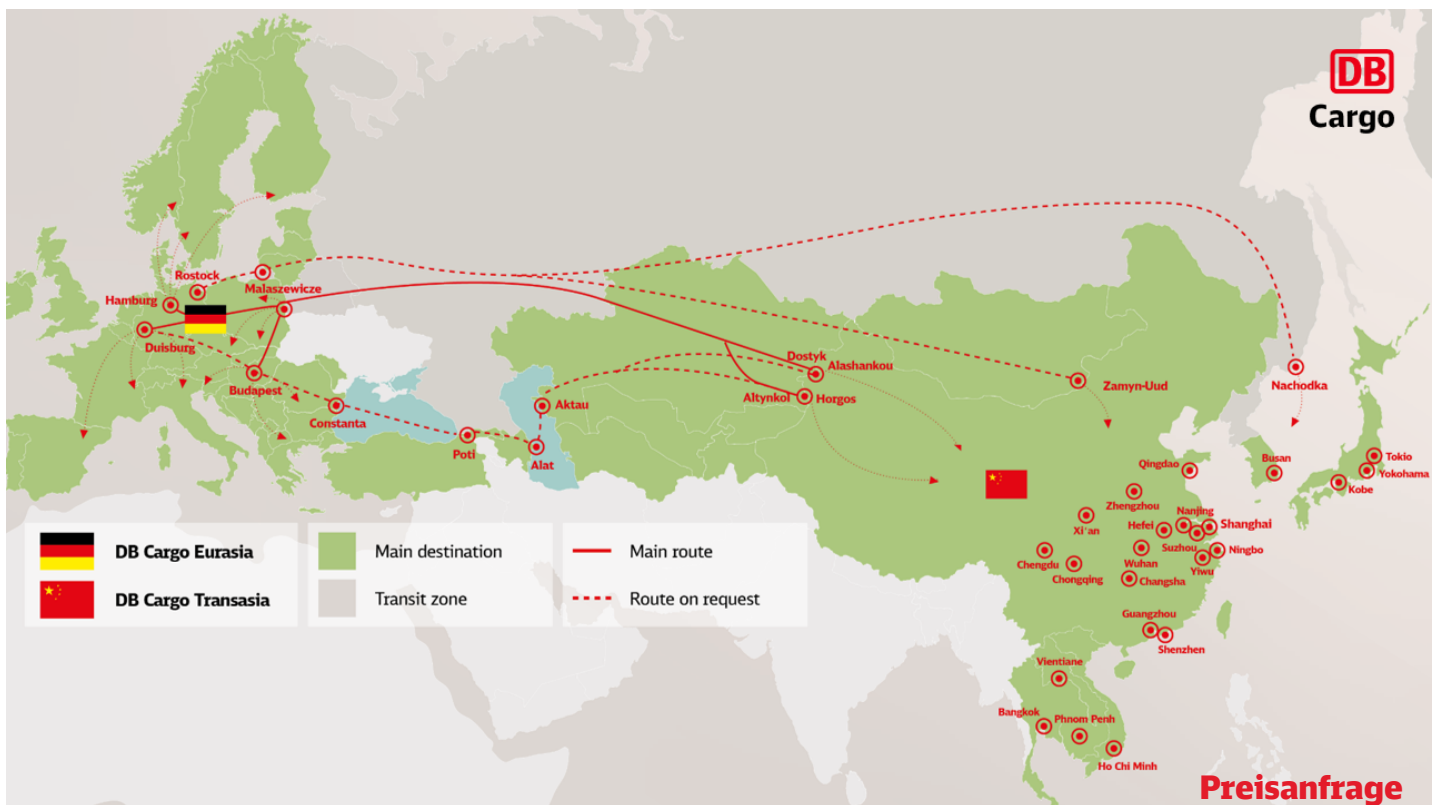 DB
Cargo
Rostock
Malaszewicze
Hamburg
Duisburg
Budapest
Constanta
Poti
Alat
Aktau
Dostyk
Alashankou
Altynkol
Horgos
Zamyn-Uud
Nachodka
Qingdao
Busan
Tokio
Yokohama
Kobe
Zhengzhou
Xi'an
Hefei
Nanjing
Shanghai
Suzhou
Ningbo
Yiwu
Wuhan
Chengdu
Chongqing
Changsha
Guangzhou
Shenzhen
Vientiane
Bangkok
Phnom Penh
Ho Chi Minh
DB Cargo Eurasia
DB Cargo Transasia
Main destination
Transit zone
Main route
Route on request
Preisanfrage